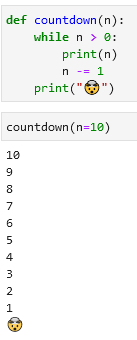 def countdown(n):
    while n > 0:
        print(n)
        n -= 1
    print("🤯")
countdown(n=10)
10
9
8
7
6
5
4
3
2
1
🤯